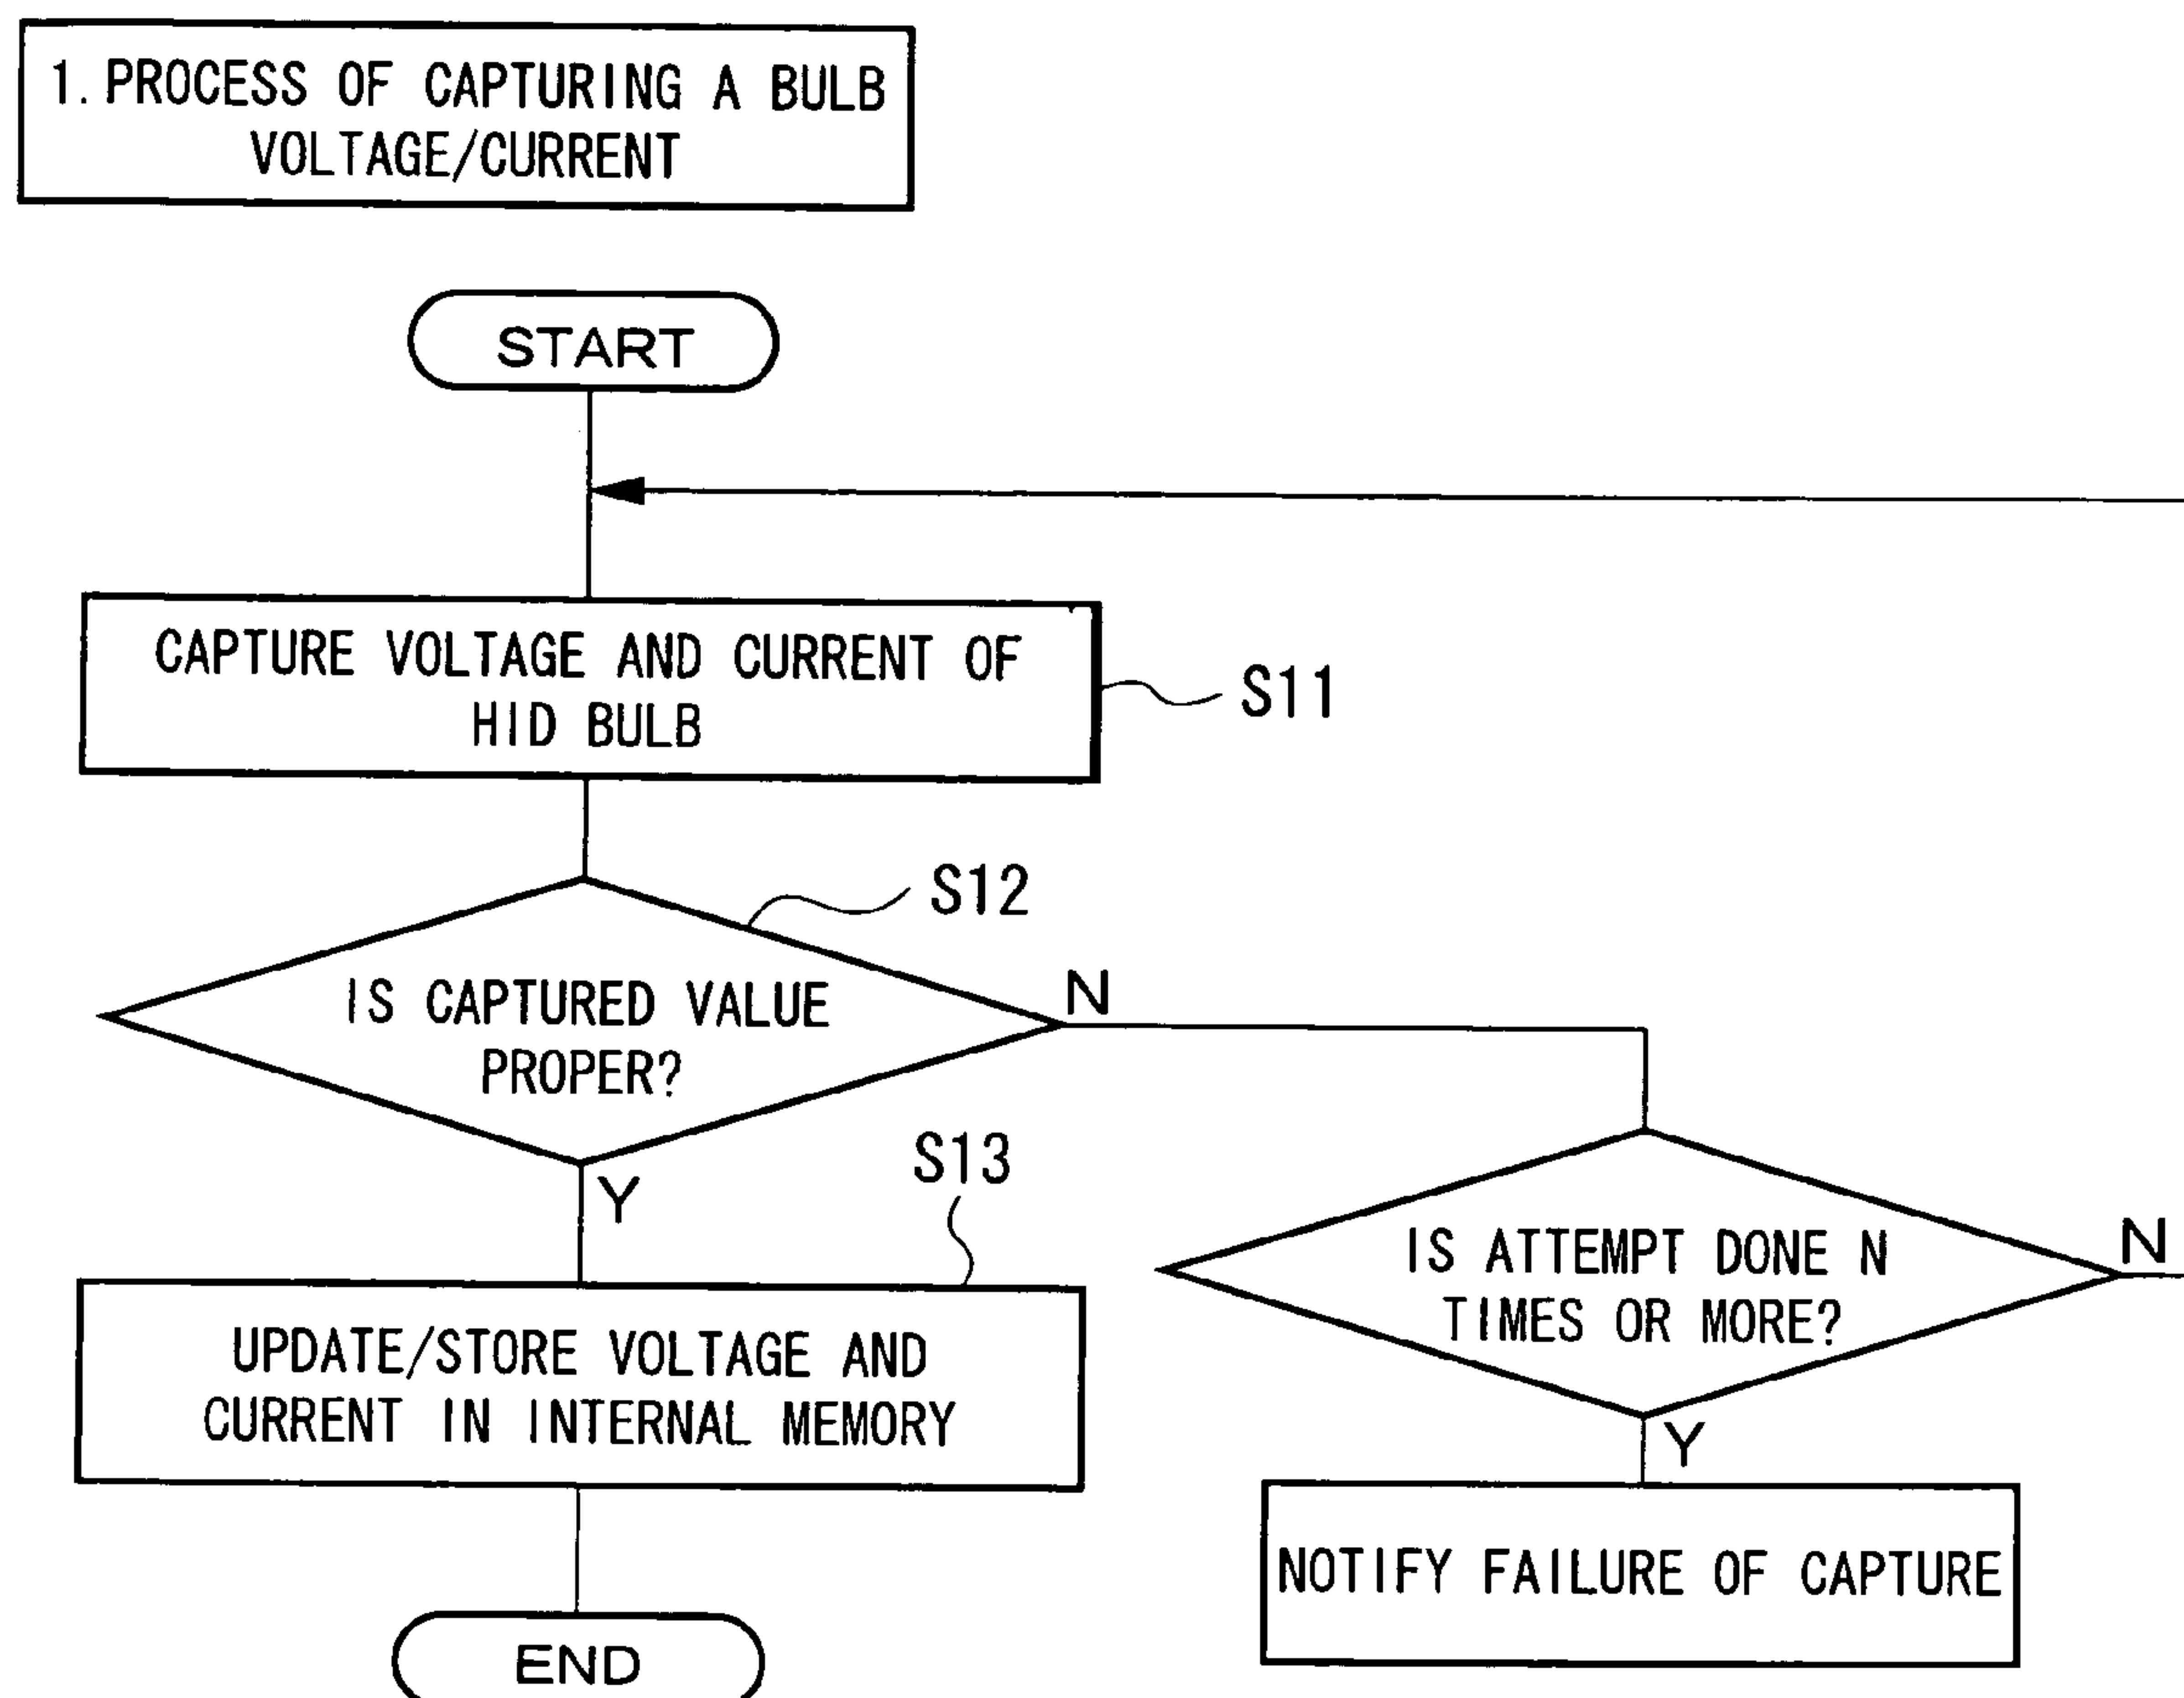 1. PROCESS OF CAPTURING A BULB
VOLTAGE/CURRENT
START
CAPTURE VOLTAGE AND CURRENT OF
HID BULB
S11
S12
IS CAPTURED VALUE
PROPER?
N
Y
S13
UPDATE/STORE VOLTAGE AND
CURRENT IN INTERNAL MEMORY
END
IS ATTEMPT DONE N
TIMES OR MORE?
N
Y
NOTIFY FAILURE OF CAPTURE